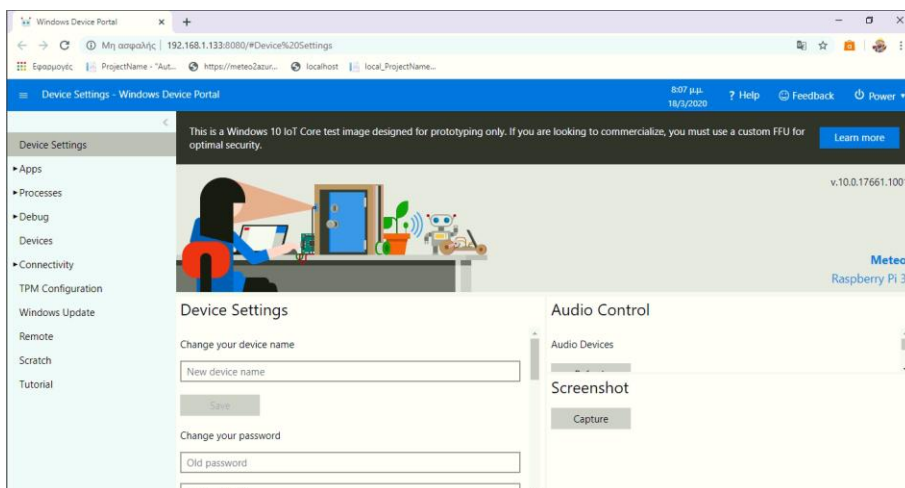 Windows Device Portal
Μη ασφαλής
192.168.1.133:8080/#Device%20Settings
Εφαρμογές
ProjectName - "Aut...
https://meteo2azur...
localhost
local_ProjectName...
Device Settings - Windows Device Portal
8:07 μ.μ.
18/3/2020
? Help
Feedback
Power
This is a Windows 10 IoT Core test image designed for prototyping only. If you are looking to commercialize, you must use a custom FFU for
optimal security.
Learn more
Device Settings
Apps
Processes
Debug
Devices
Connectivity
TPM Configuration
Windows Update
Remote
Scratch
Tutorial
v.10.0.17661.1001
Meteo
Raspberry Pi 3
Device Settings
Change your device name
New device name
Save
Change your password
Old password
Audio Control
Audio Devices
Screenshot
Capture